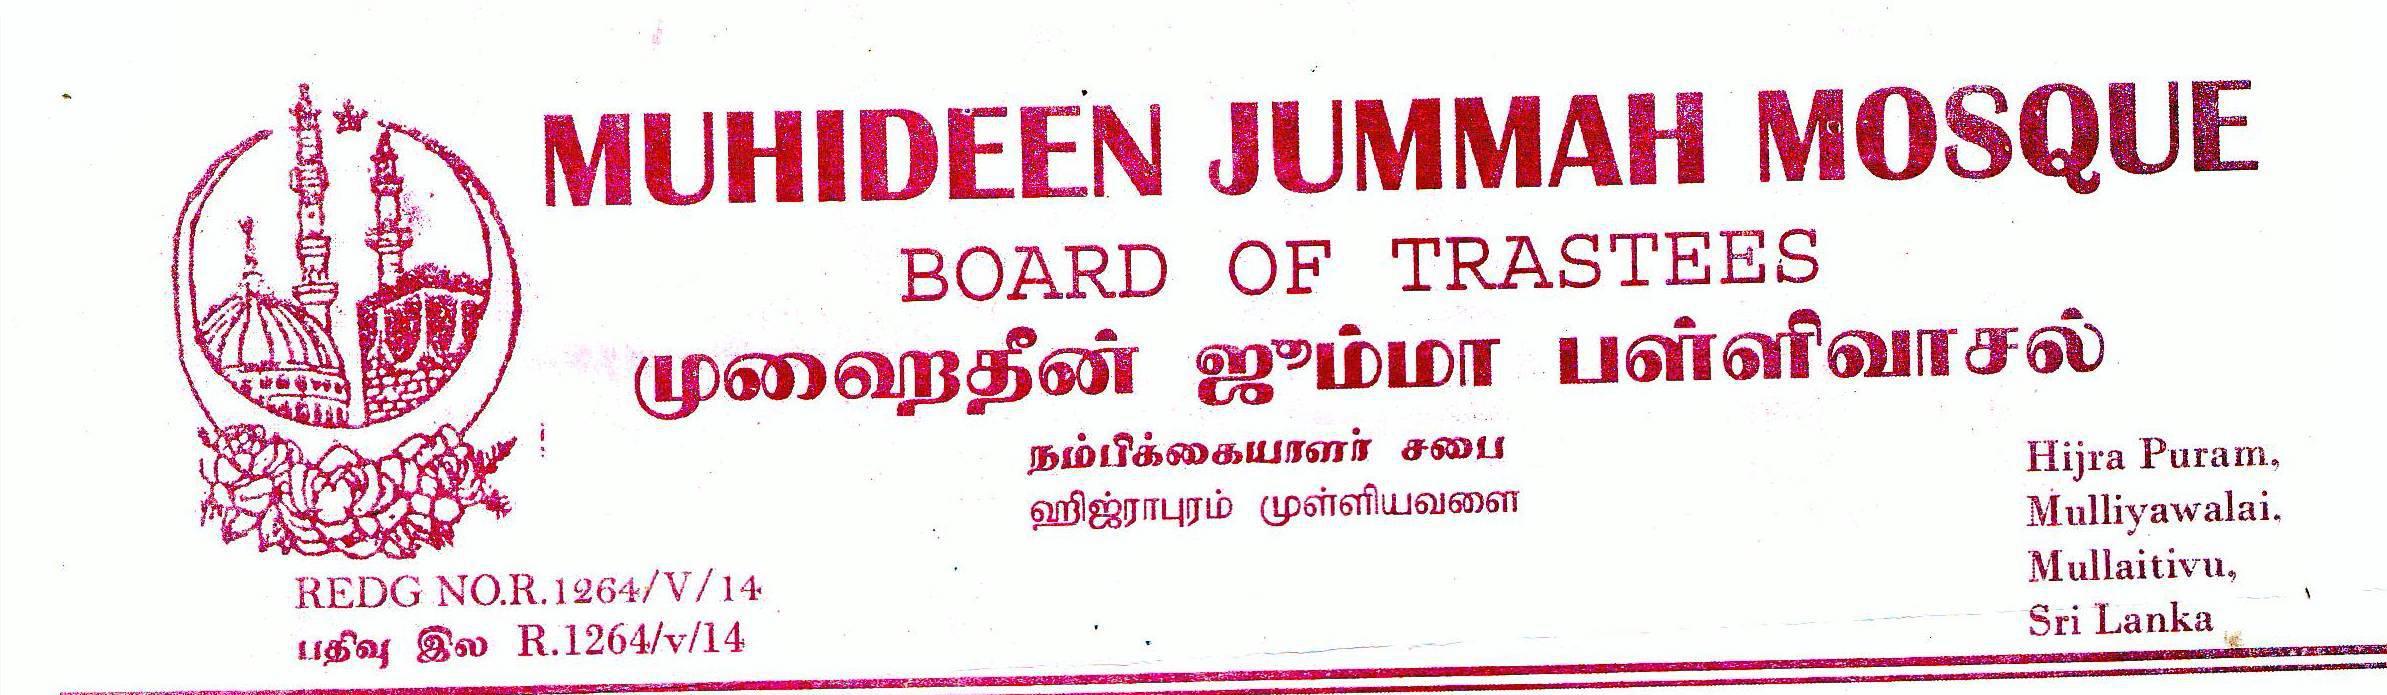 MUHIDEEN JUMMAH MOSQUE
BOARD OF TRASTEES
முஹைதீன் ஜும்மா பள்ளிவாசல்
நம்பிக்கையாளர் சபை
ஹிஜ்ராபுரம் முள்ளியவளை
Hijra Puram,
Mulliyawalai.
Mullaitivu,
Sri Lanka
REDG NO.R.1264/V/14
பதிவு இல R.1264/v/14